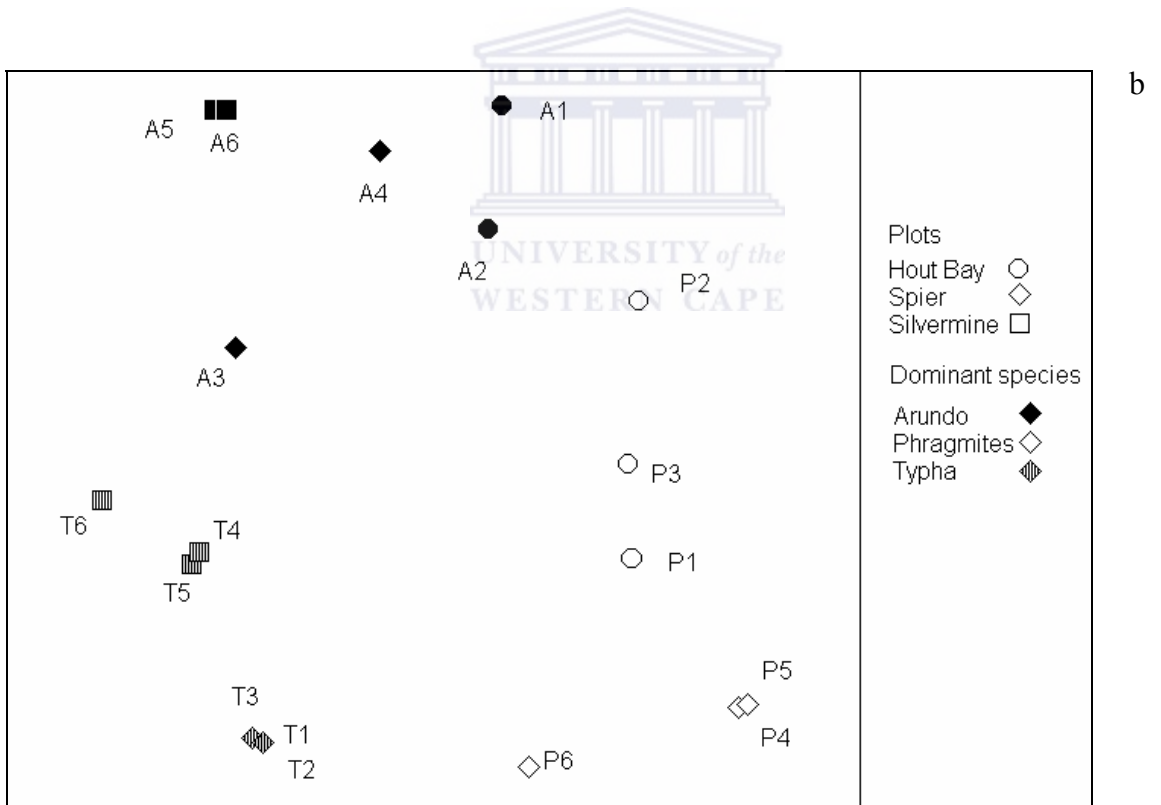 b
A5
A6
A1
A4
A2
UNIVERSITY of the
WESTERN CAPE
P2
A3
P3
T6
T4
P1
T5
P5
T3
T1
P4
T2
P6
Plots
Hout Bay
Spier
Silvermine
Dominant species
Arundo
Phragmites
Typha